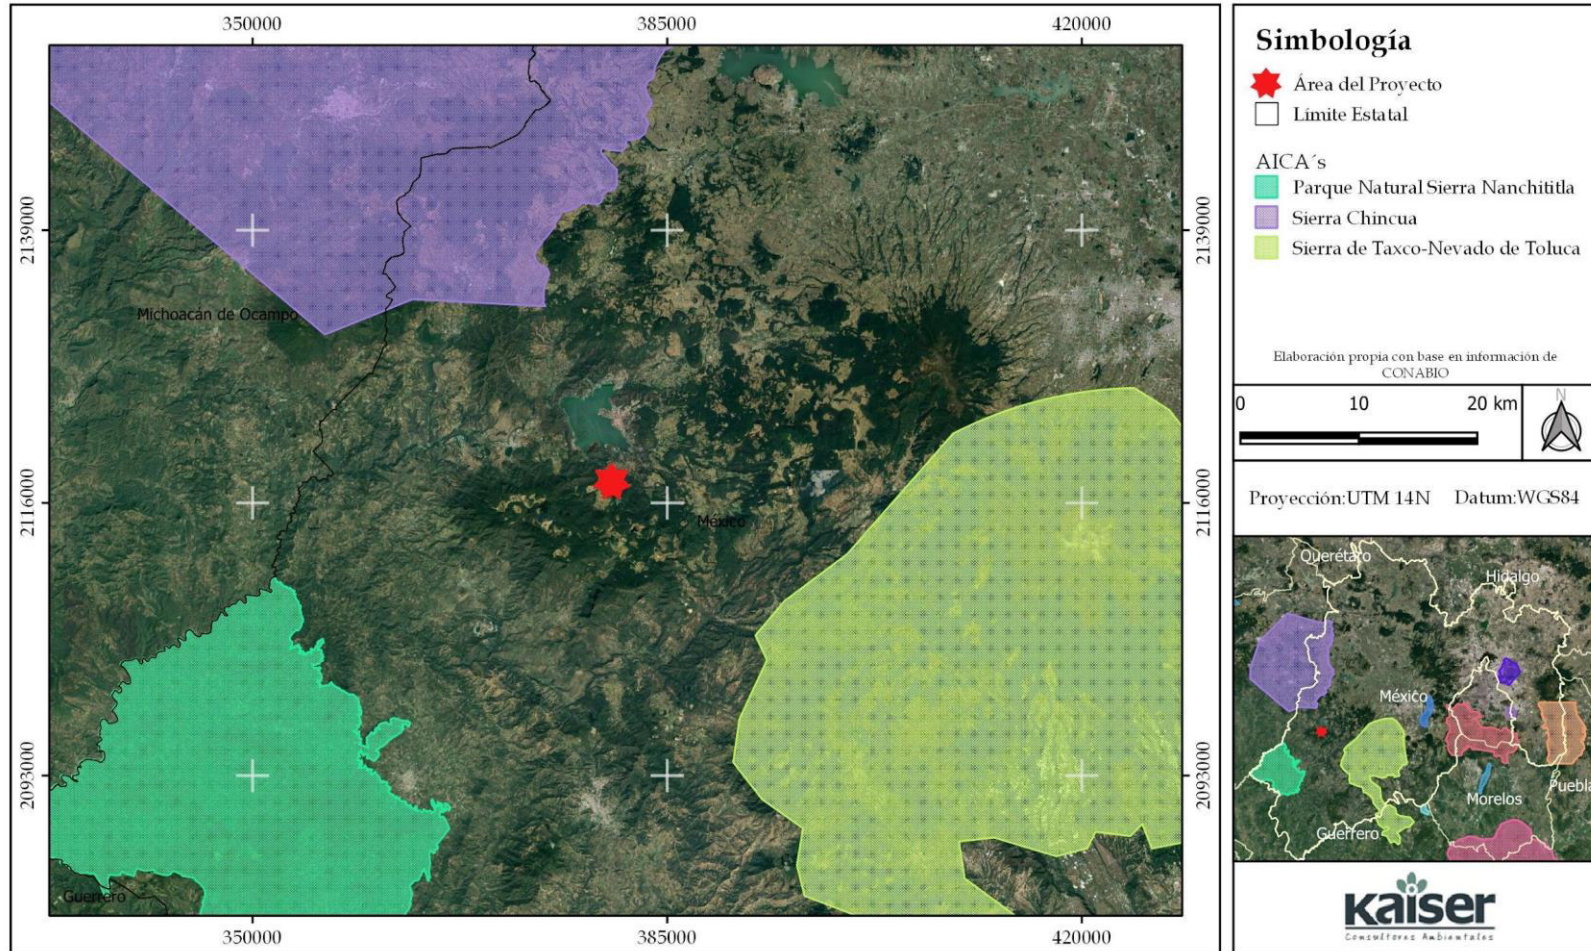 350000
385000
420000
2139000
2139000
Michoacán de Ocampo
2116000
2116000
México
2093000
2093000
Guerrero
350000
385000
420000
Simbología
Área del Proyecto
Límite Estatal
AICA´s
Parque Natural Sierra Nanchititla
Sierra Chincua
Sierra de Taxco-Nevado de Toluca
Elaboración propia con base en información de
CONABIO
0 10 20 km
N
Proyección:UTM 14N Datum:WGS84
Querétaro
Hidalgo
México
Morelos
Puebla
Guerrero
Kaiser
Consultores Ambientales